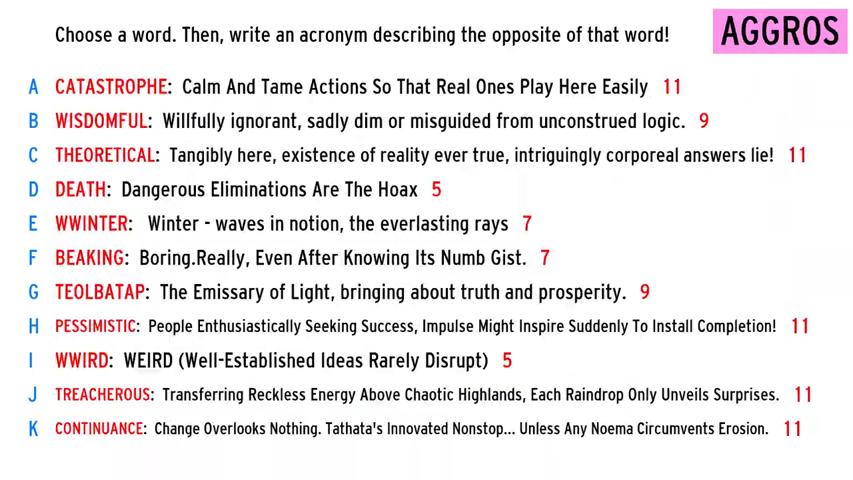 Choose a word. Then, write an acronym describing the opposite of that word!
AGGROS
A CATASTROPHE: Calm And Tame Actions So That Real Ones Play Here Easily 11
B WISDOMFUL: Willfully ignorant, sadly dim or misguided from unconstrued logic. 9
C THEORETICAL: Tangibly here, existence of reality ever true, intriguingly corporeal answers lie! 11
D DEATH: Dangerous Eliminations Are The Hoax 5
E WWINTER: Winter - waves in notion, the everlasting rays 7
F BEAKING: Boring.Really, Even After Knowing Its Numb Gist. 7
G TEOLBATAP: The Emissary of Light, bringing about truth and prosperity. 9
H PESSIMISTIC: People Enthusiastically Seeking Success, Impulse Might Inspire Suddenly To Install Completion! 11
I WWIRD: WEIRD (Well-Established Ideas Rarely Disrupt) 5
J TREACHEROUS: Transferring Reckless Energy Above Chaotic Highlands, Each Raindrop Only Unveils Surprises. 11
K CONTINUANCE: Change Overlooks Nothing. Tathata's Innovated Nonstop... Unless Any Noema Circumvents Erosion. 11